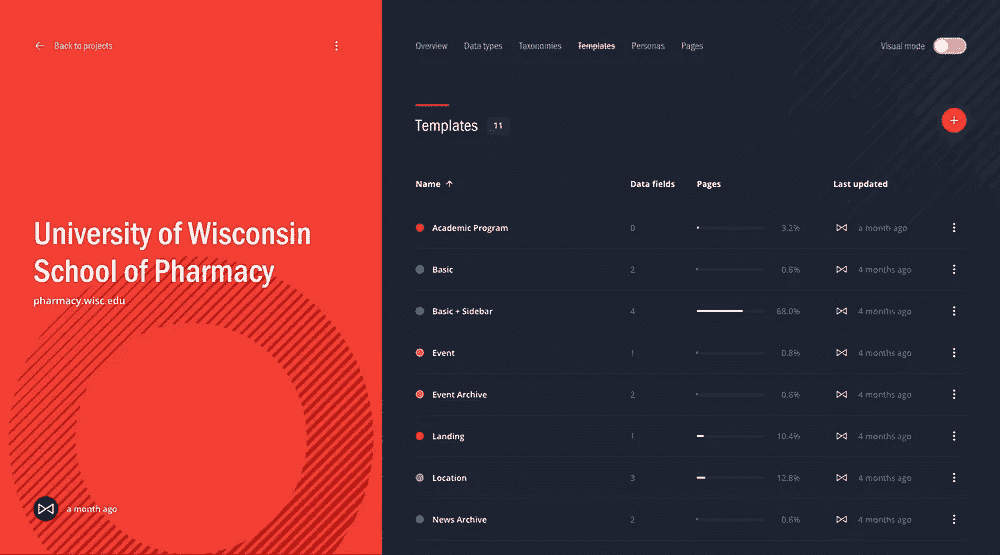 Back to projects
University of Wisconsin
School of Pharmacy
pharmacy.wisc.edu
a month ago
Overview Data types Taxonomies Templates Personas Pages Visual mode
Templates 11
Name Data fields Pages Last updated
Academic Program 0 3.2% a month ago
Basic 2 0.8% 4 months ago
Basic + Sidebar 4 68.0% 4 months ago
Event 1 0.8% 4 months ago
Event Archive 2 0.8% 4 months ago
Landing 1 10.4% 4 months ago
Location 3 12.8% 4 months ago
News Archive 2 0.8% 4 months ago